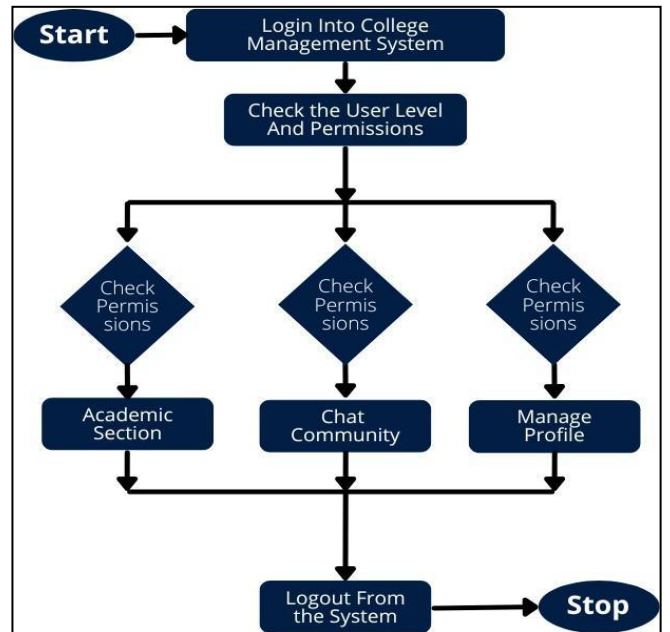 Start
Login Into College
Management System
Check the User Level
And Permissions
Check
Permis
sions
Check
Permis
sions
Check
Permis
sions
Academic
Section
Chat
Community
Manage
Profile
Logout From
the System
Stop